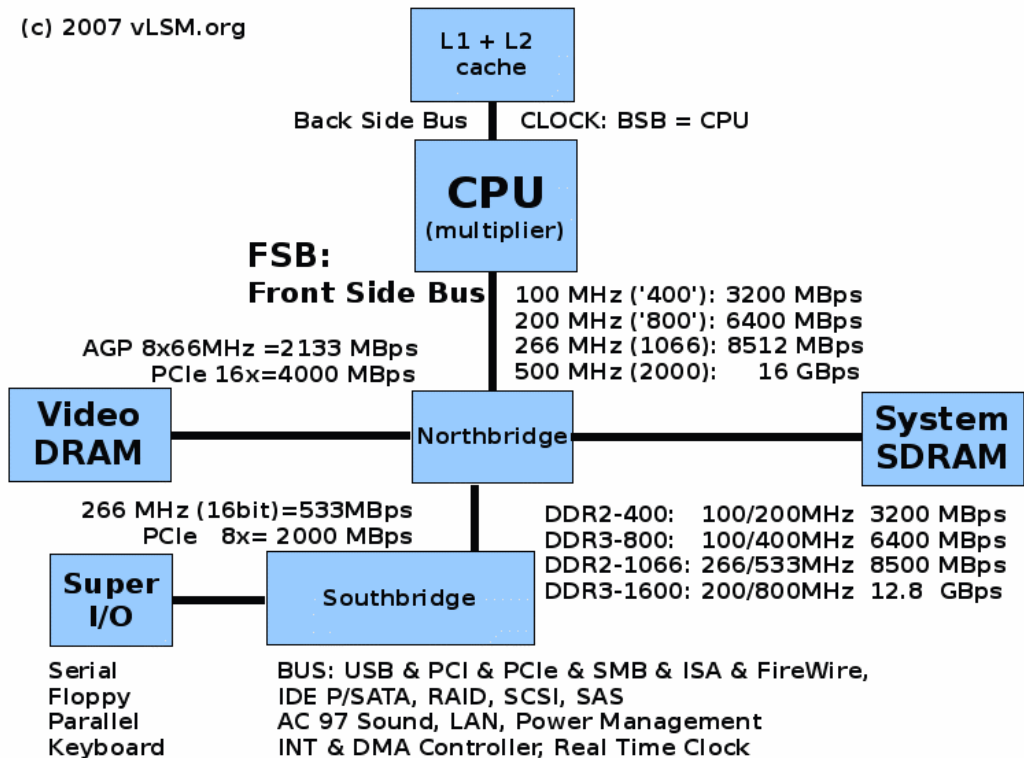 (c) 2007 vLSM.org
L1 + L2
cache
Back Side Bus
CLOCK: BSB = CPU
CPU
(multiplier)
FSB:
Front Side Bus
100 MHz ('400'): 3200 MBps
200 MHz ('800'): 6400 MBps
266 MHz (1066): 8512 MBps
500 MHz (2000): 16 GBps
AGP 8x66MHz =2133 MBps
PCIe 16x=4000 MBps
Video
DRAM
Northbridge
System
SDRAM
266 MHz (16bit)=533MBps
PCIe 8x= 2000 MBps
DDR2-400: 100/200MHz 3200 MBps
DDR3-800: 100/400MHz 6400 MBps
DDR2-1066: 266/533MHz 8500 MBps
DDR3-1600: 200/800MHz 12.8 GBps
Super
I/O
Southbridge
Serial
Floppy
Parallel
Keyboard
BUS: USB & PCI & PCIe & SMB & ISA & FireWire,
IDE P/SATA, RAID, SCSI, SAS
AC 97 Sound, LAN, Power Management
INT & DMA Controller, Real Time Clock